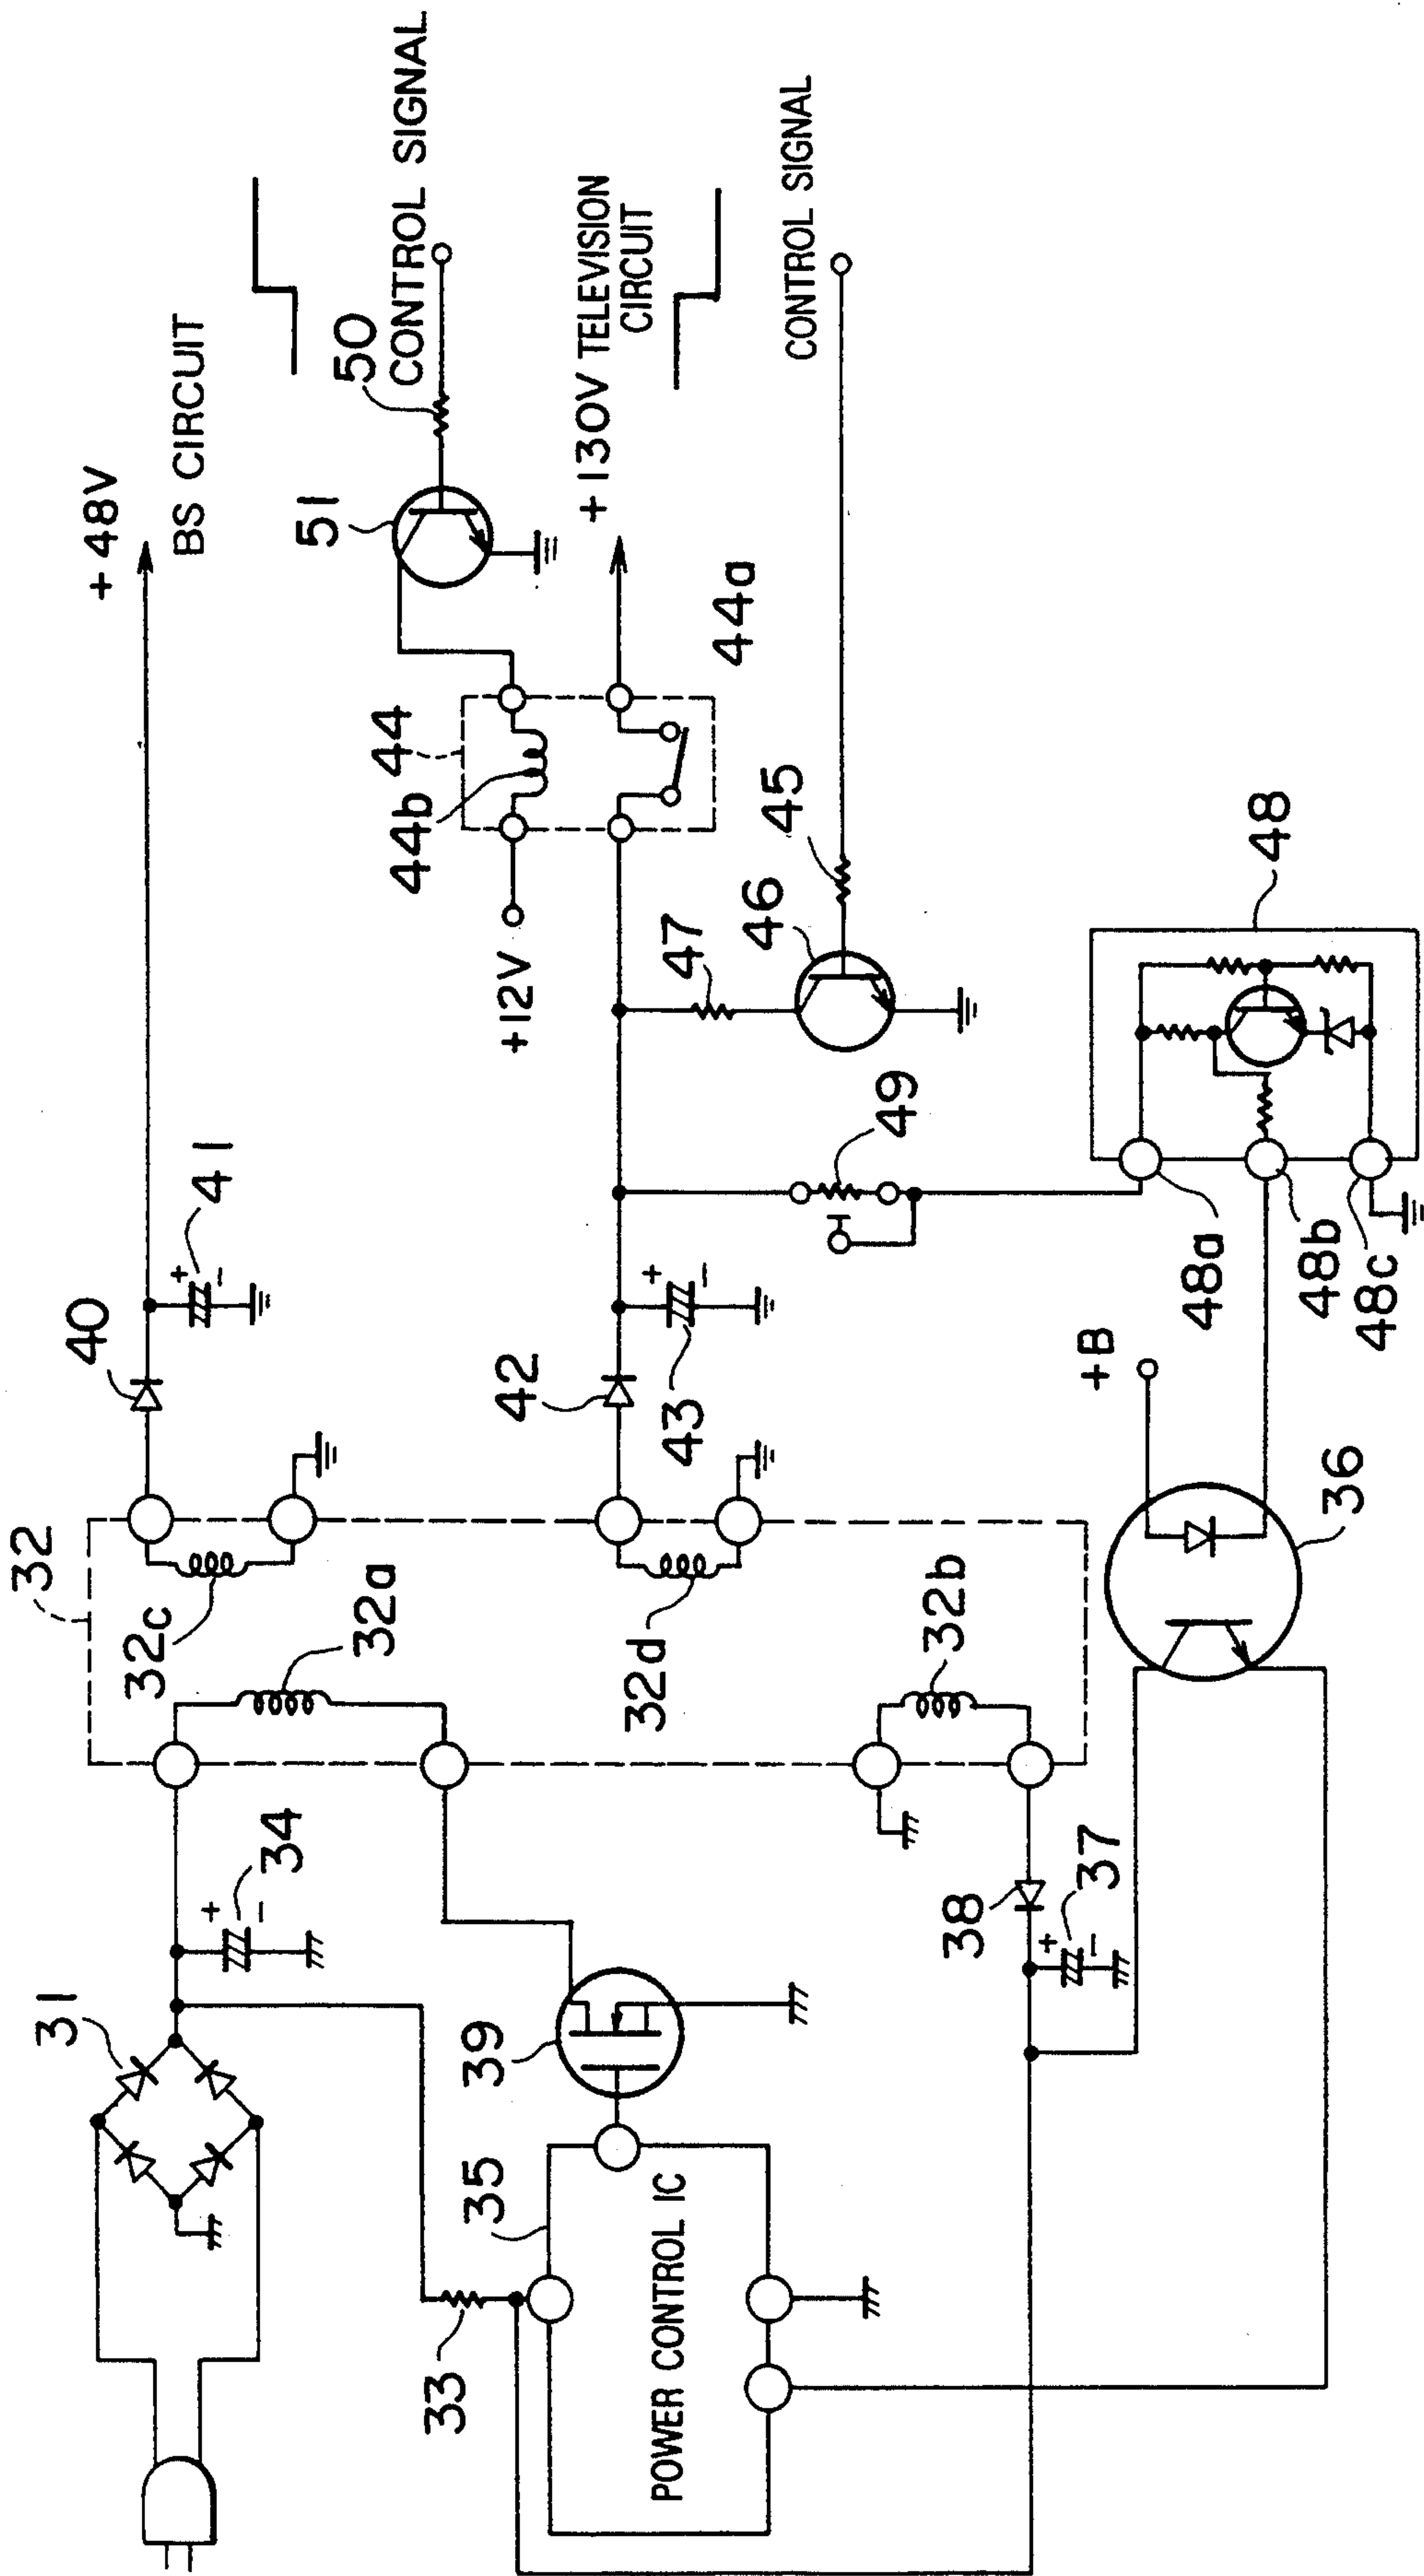 +48V
BS CIRCUIT
50
CONTROL SIGNAL
51
+130V TELEVISION
CIRCUIT
CONTROL SIGNAL
44
44b
44a
+12V
45
46
47
48
49
40
41
+
-
42
43
+
-
48a
48b
48c
+B
36
32
32c
32a
32d
32b
31
34
+
-
39
38
37
+
-
35
33
POWER CONTROL IC